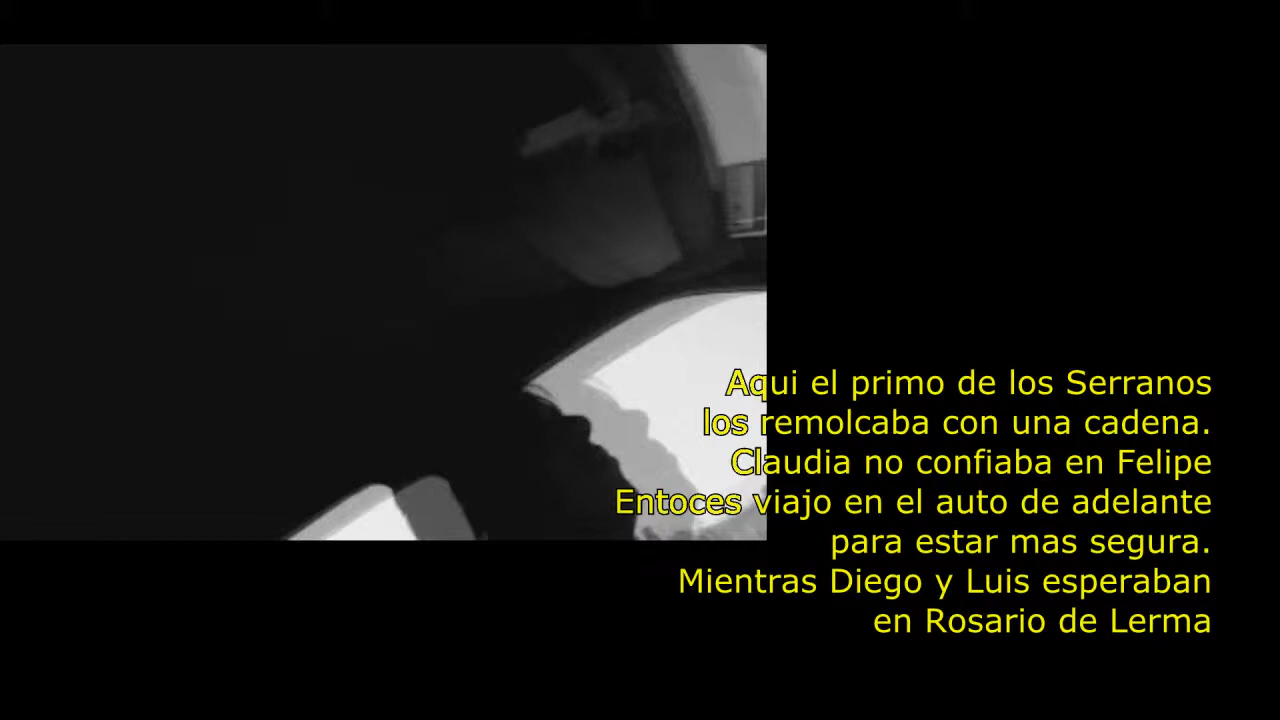 Aqui el primo de los Serranos
los remolcaba con una cadena.
Claudia no confiaba en Felipe
Entoces viajo en el auto de adelante
para estar mas segura.
Mientras Diego y Luis esperaban
en Rosario de Lerma